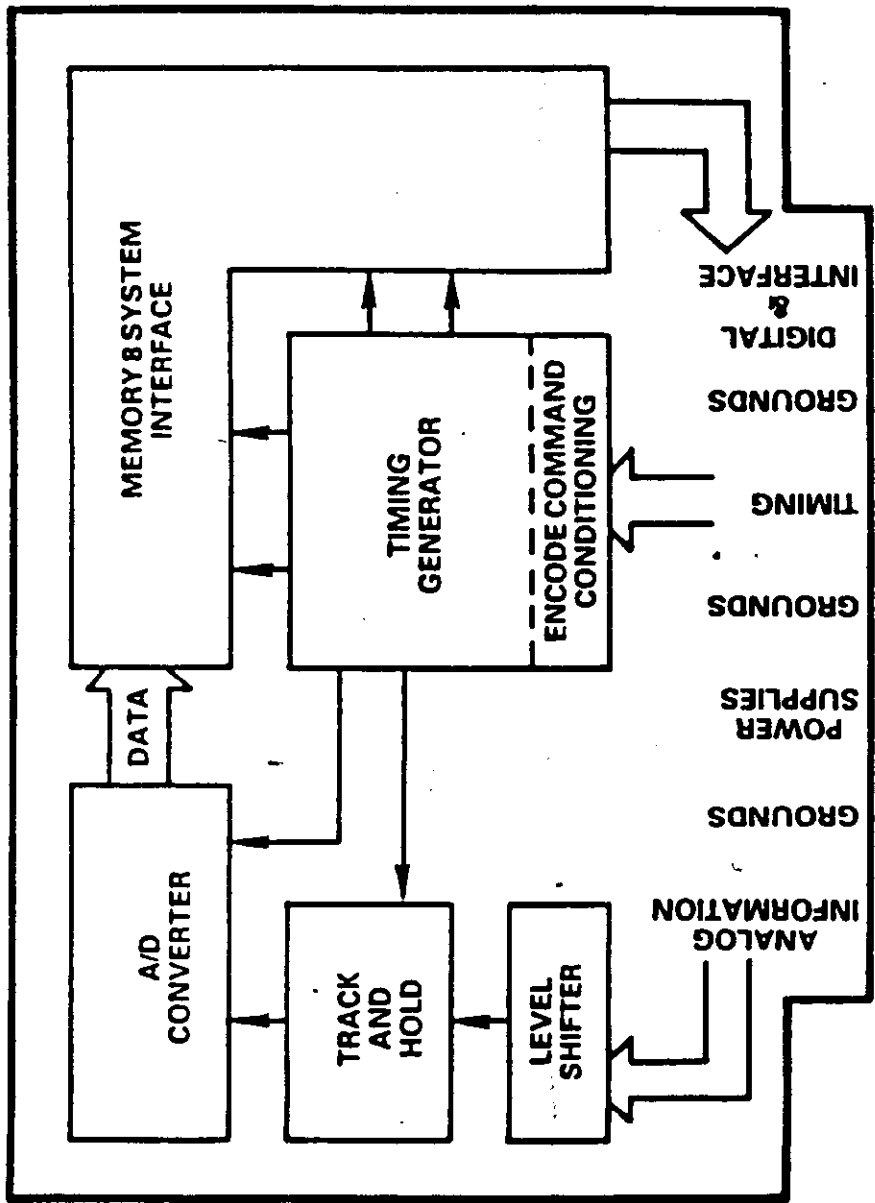 A/D
CONVERTER
DATA
MEMORY 8 SYSTEM
INTERFACE
TRACK
AND
HOLD
TIMING
GENERATOR
LEVEL
SHIFTER
ENCODE COMMAND
CONDITIONING
ANALOG
INFORMATION
GROUNDS
POWER
SUPPLIES
GROUNDS
TIMING
GROUNDS
DIGITAL
&
INTERFACE